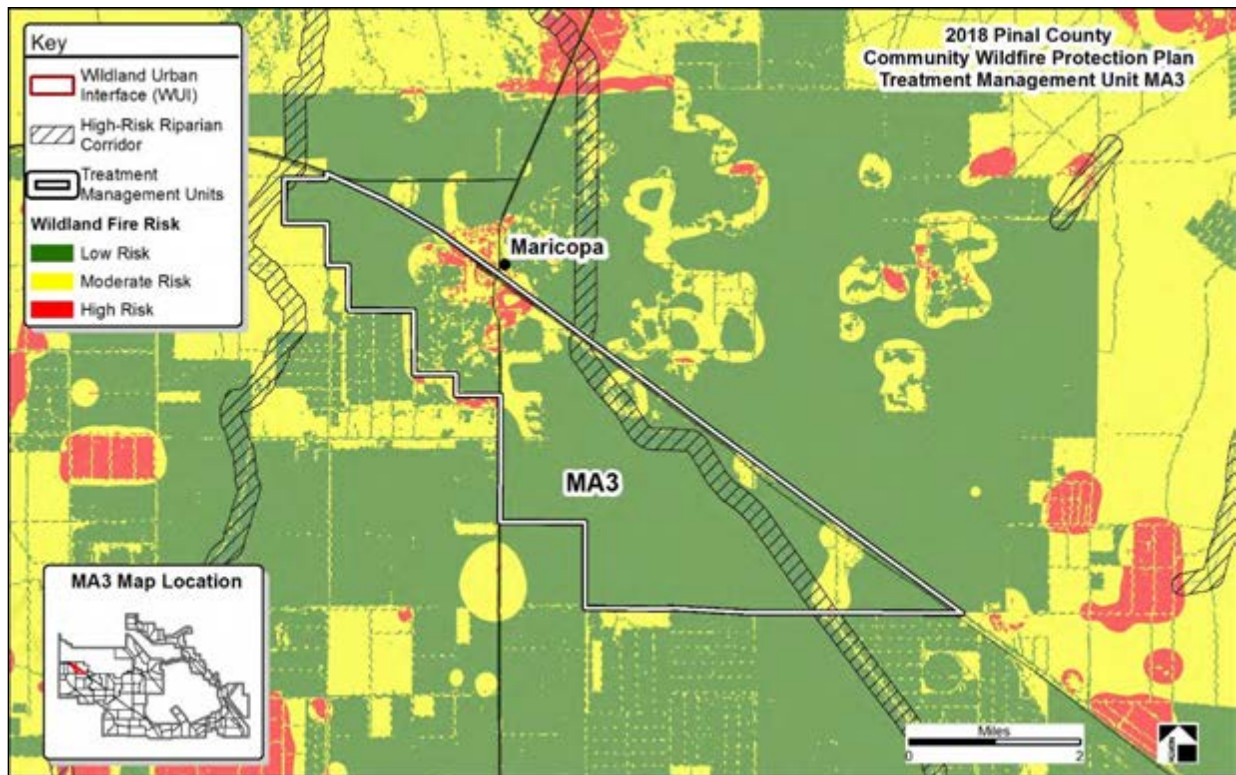 Key
Wildland Urban
Interface (WUI)
High-Risk Riparian
Corridor
Treatment
Management Units
Wildland Fire Risk
Low Risk
Moderate Risk
High Risk
2018 Pinal County
Community Wildfire Protection Plan
Treatment Management Unit MA3
Maricopa
MA3
MA3 Map Location
Miles
0
2